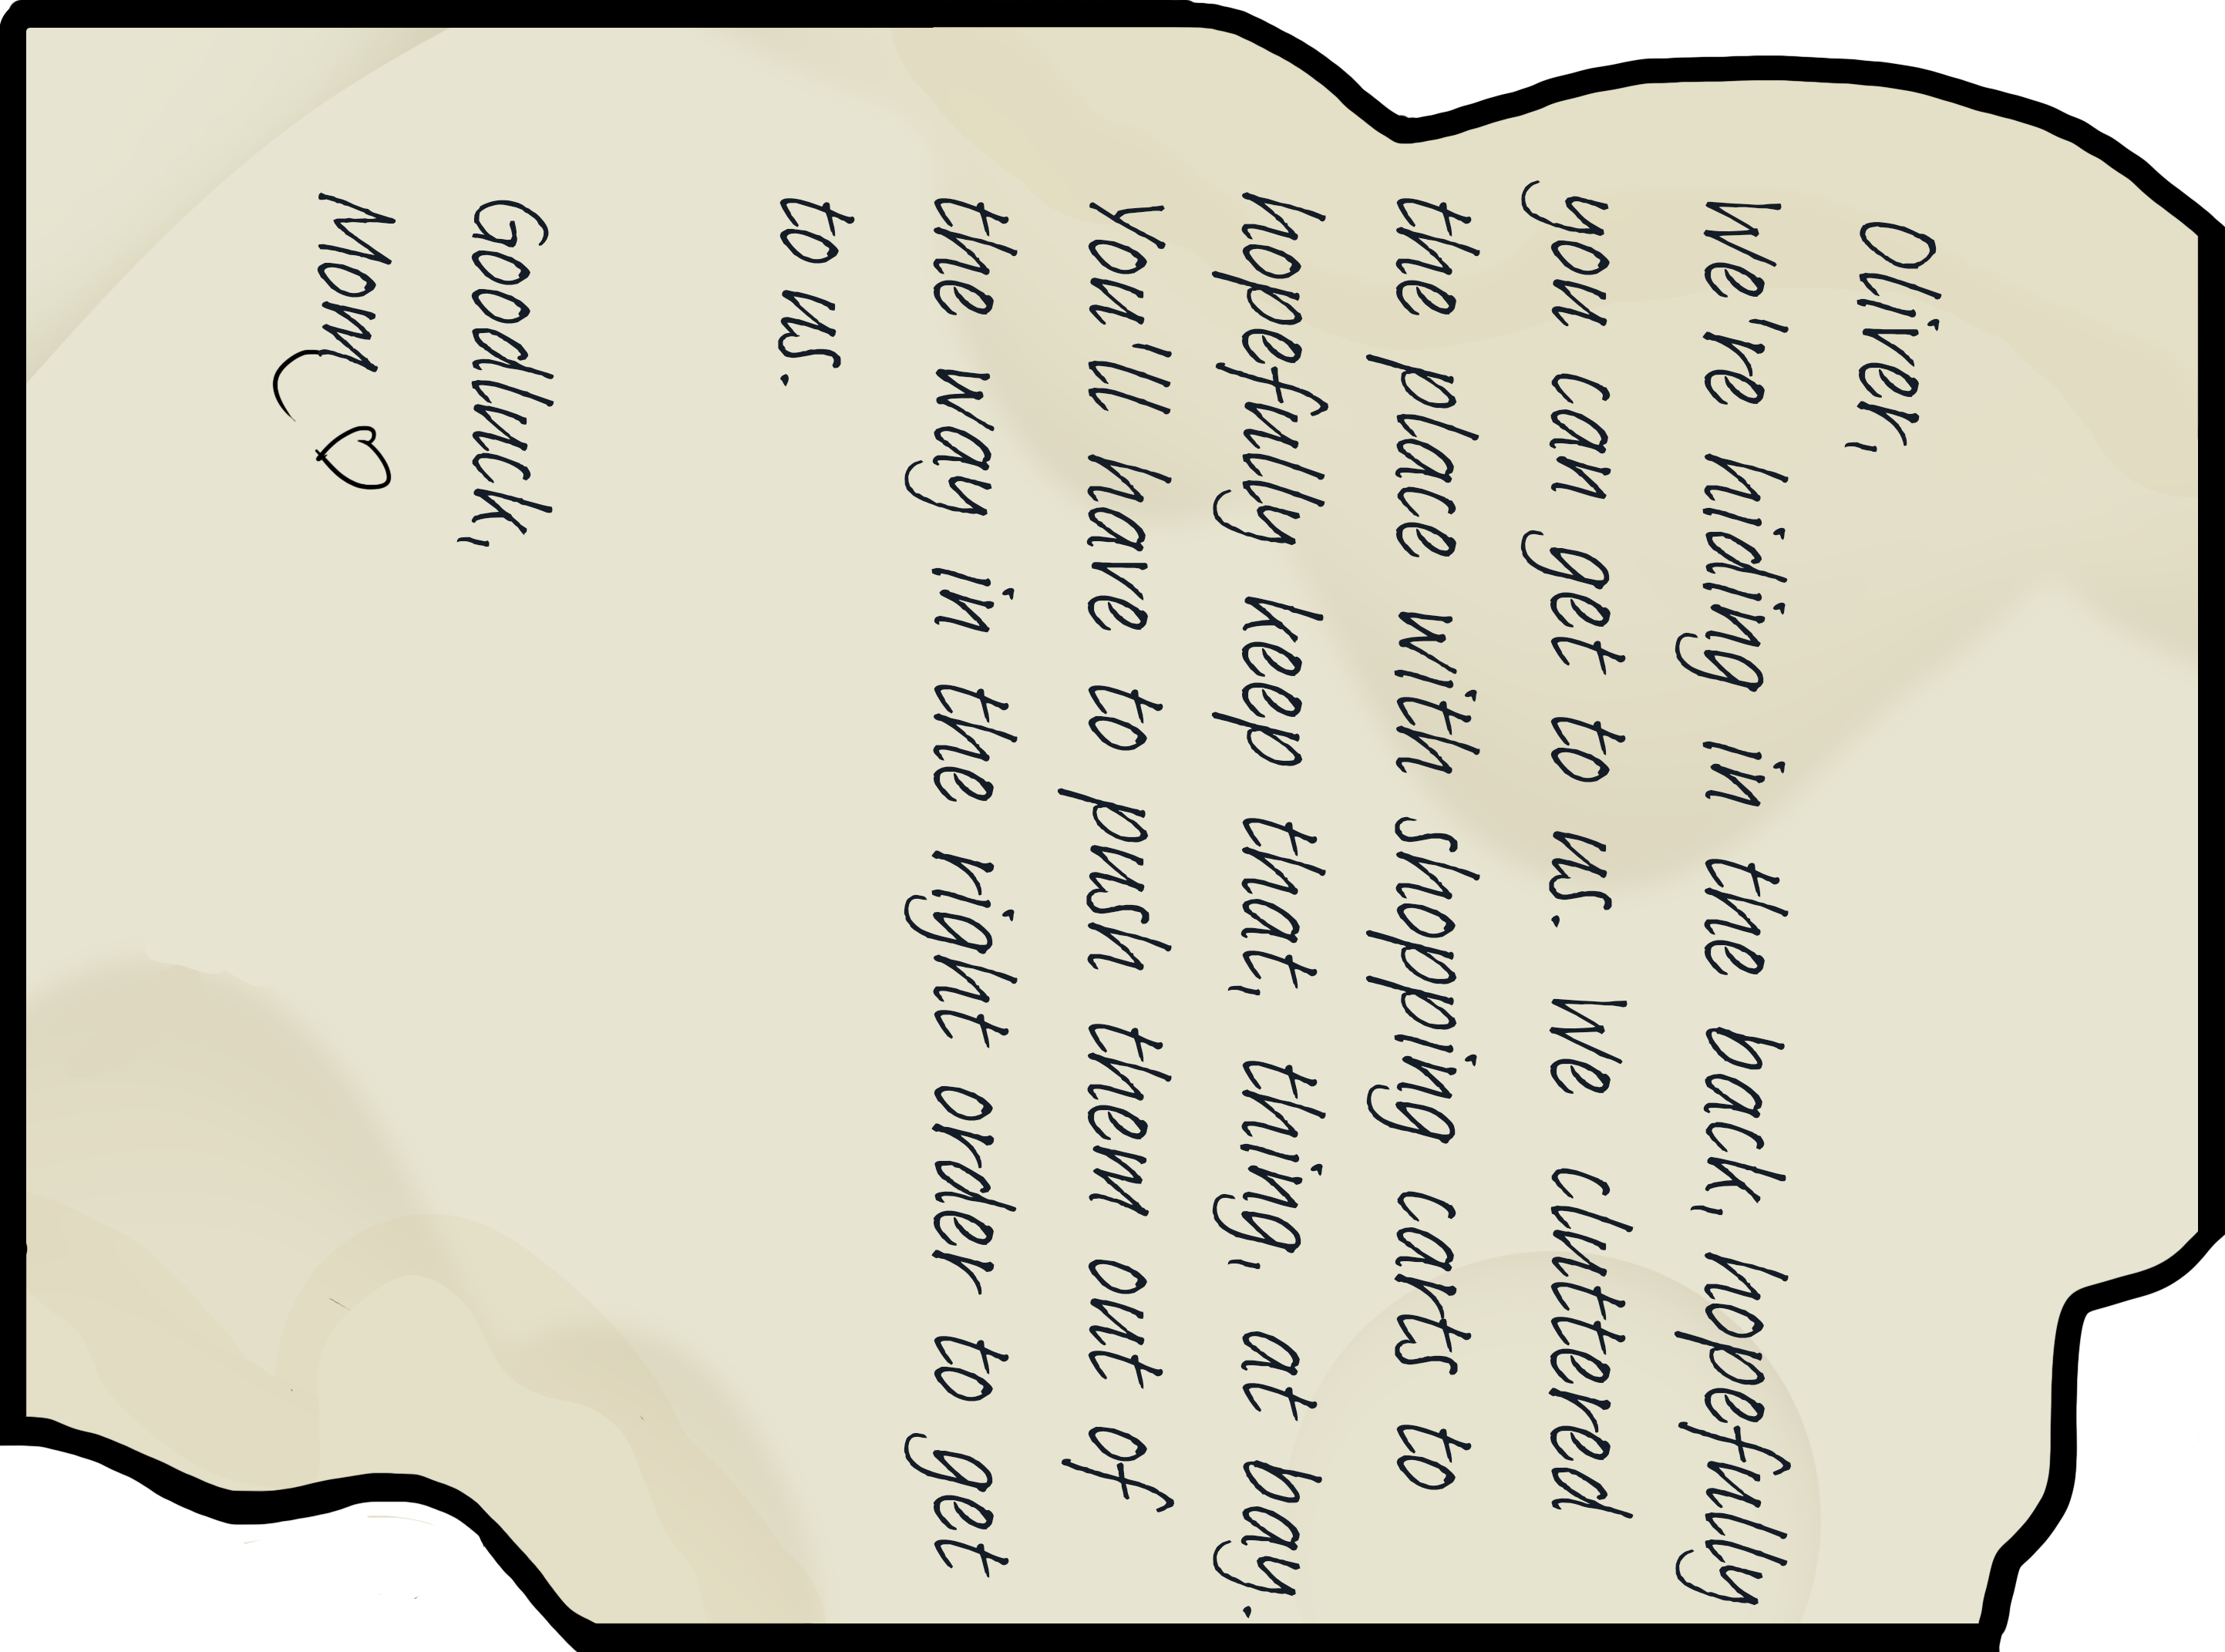 Oliver,
We're hiding in the back, hopefully
you can get to us. We cluttered
the place with shopping carts to
hopefully keep that, thing, at bay.
You'll have to push them out of
the way in the right order to get
to us.
Goodluck,
Mom